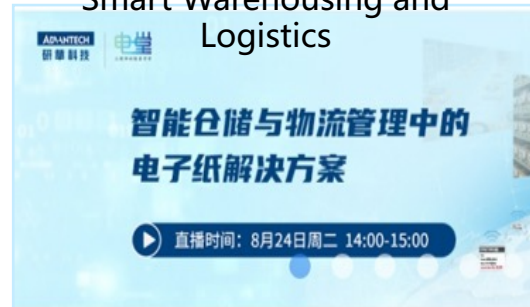 Smart Warehousing and
Logistics
ADVANTECH
研華科技
电堂
智能仓储与物流管理中的
电子纸解决方案
直播时间：8月24日周二 14:00-15:00